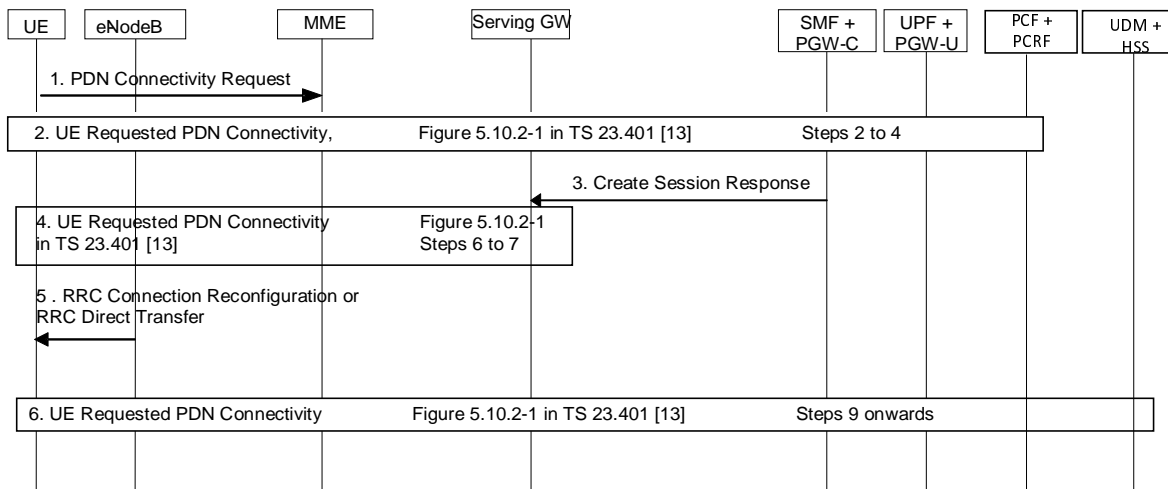 UE
eNodeB
MME
Serving GW
SMF +
PGW-C
UPF +
PGW-U
PCF +
PCRF
UDM +
HSS
1. PDN Connectivity Request
2. UE Requested PDN Connectivity, Figure 5.10.2-1 in TS 23.401 [13] Steps 2 to 4
3. Create Session Response
4. UE Requested PDN Connectivity Figure 5.10.2-1
in TS 23.401 [13] Steps 6 to 7
5 . RRC Connection Reconfiguration or
RRC Direct Transfer
6. UE Requested PDN Connectivity Figure 5.10.2-1 in TS 23.401 [13] Steps 9 onwards